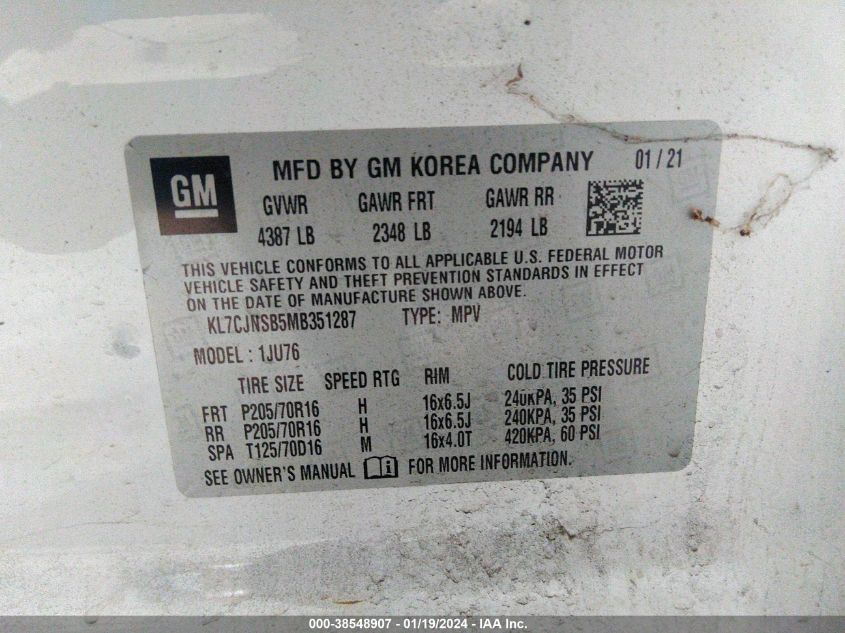 GM
MFD BY GM KOREA COMPANY 01 / 21
GVWR GAWR FRT GAWR RR
4387 LB 2348 LB 2194 LB
THIS VEHICLE CONFORMS TO ALL APPLICABLE U.S. FEDERAL MOTOR
VEHICLE SAFETY AND THEFT PREVENTION STANDARDS IN EFFECT
ON THE DATE OF MANUFACTURE SHOWN ABOVE.
KL7CJNSB5MB351287 TYPE: MPV
MODEL : 1JU76
TIRE SIZE SPEED RTG RIM COLD TIRE PRESSURE
FRT P205/70R16 H 16x6.5J 240KPA, 35 PSI
RR P205/70R16 H 16x6.5J 240KPA, 35 PSI
SPA T125/70D16 M 16x4.0T 420KPA, 60 PSI
SEE OWNER'S MANUAL FOR MORE INFORMATION.
000-38548907 - 01/19/2024 - IAA Inc.